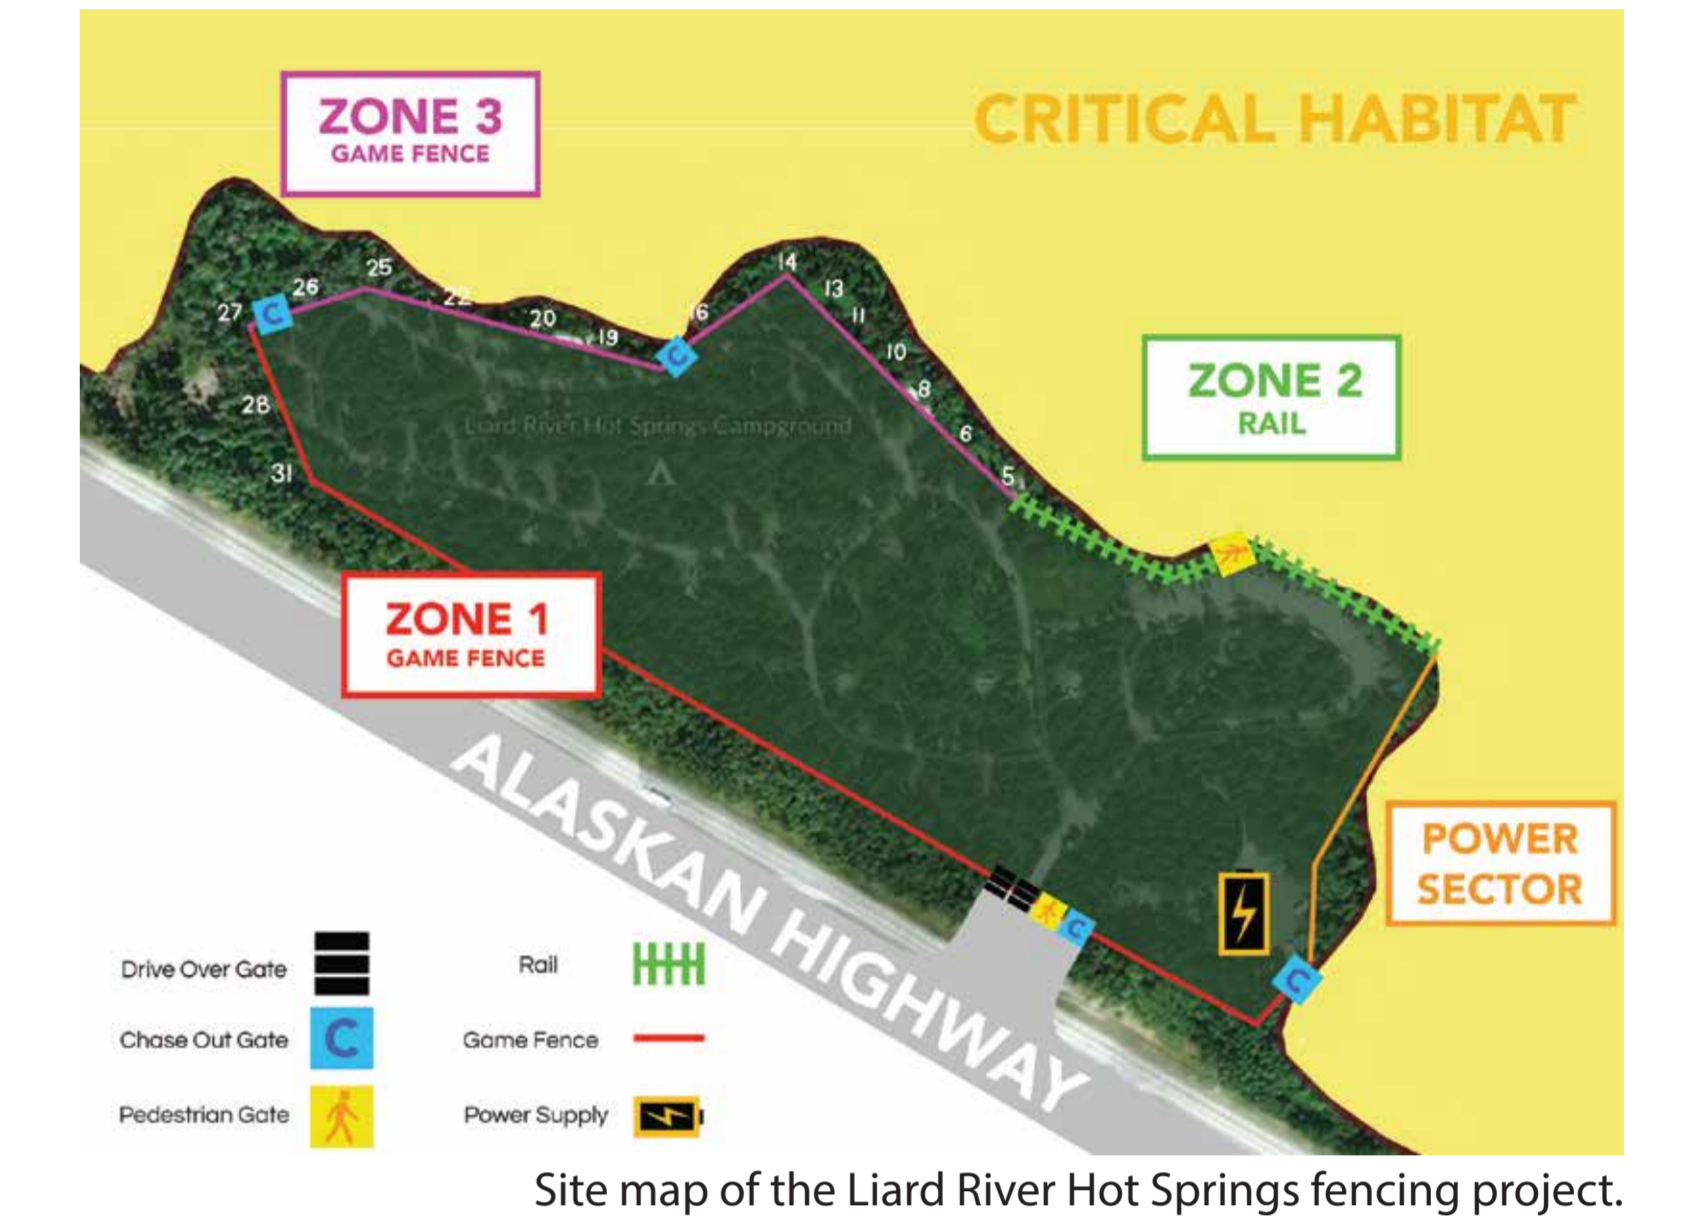 ZONE 3
GAME FENCE
CRITICAL HABITAT
14
25
26
13
22
27
16
11
20
19
C
C
10
ZONE 2
RAIL
8
28
Liard River Hot Springs Campground
6
31
5
ZONE 1
GAME FENCE
ALASKAN HIGHWAY
POWER
SECTOR
C
C
Drive Over Gate
Rail
Chase Out Gate
C
Game Fence
Pedestrian Gate
Power Supply
Site map of the Liard River Hot Springs fencing project.